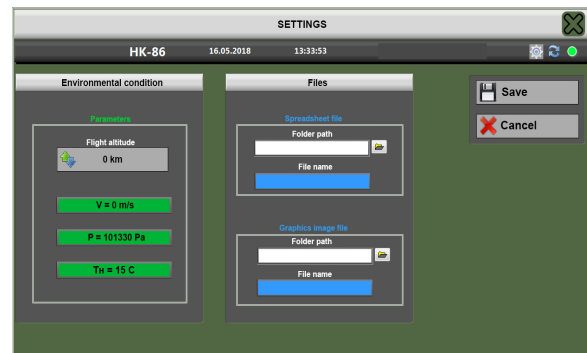 SETTINGS
HK-86 16.05.2018 13:33:53
Environmental condition
Parameters
Flight altitude
0 km
V = 0 m/s
P = 101330 Pa
Tн = 15 C
Files
Spreadsheet file
Folder path
File name
Graphics image file
Folder path
File name
Save
Cancel